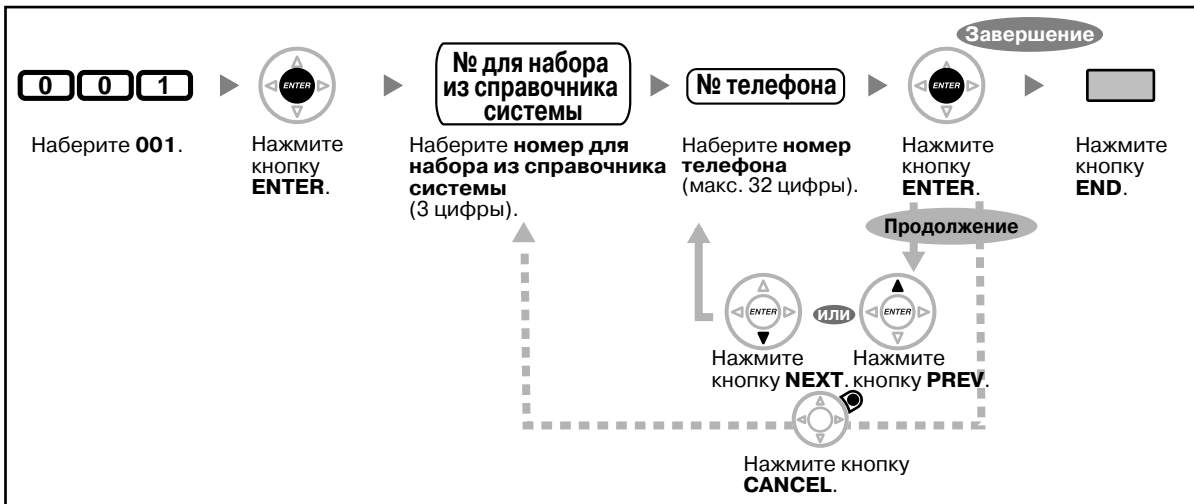 Завершение
0 0 1
ENTER
№ для набора
из справочника
системы
№ телефона
ENTER
Наберите 001.
Нажмите
кнопку
ENTER.
Наберите номер для
набора из справочника
системы
(3 цифры).
Наберите номер
телефона
(макс. 32 цифры).
Нажмите
кнопку
ENTER.
Нажмите
кнопку
END.
Продолжение
ENTER
или
ENTER
Нажмите
кнопку NEXT.
Нажмите
кнопку PREV.
Нажмите кнопку
CANCEL.